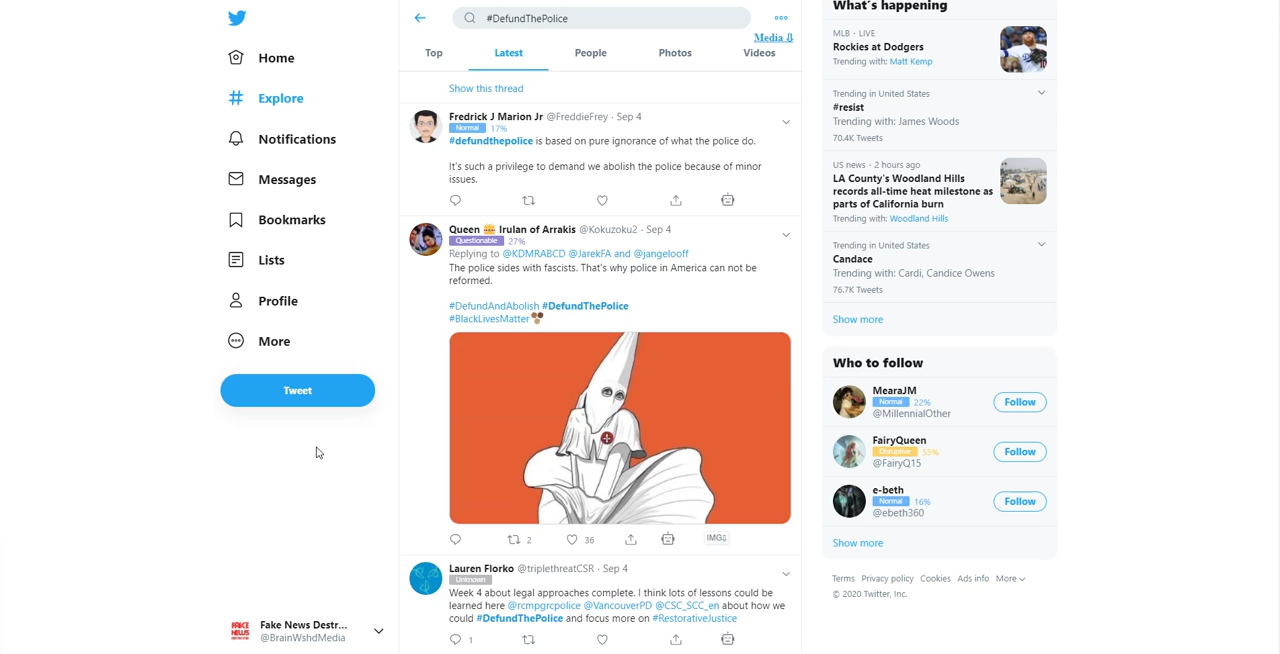 Home
Explore
Notifications
Messages
Bookmarks
Lists
Profile
More
Tweet
FAKE
NEWS
Fake News Destr...
@BrainWshdMedia
#DefundThePolice
Media ⇩
Top Latest People Photos Videos
Show this thread
Fredrick J Marion Jr @FreddieFrey · Sep 4
Normal 17%
#defundthepolice is based on pure ignorance of what the police do.
It's such a privilege to demand we abolish the police because of minor
issues.
Queen Irulan of Arrakis @Kokuzoku2 · Sep 4
Questionable 27%
Replying to @KDMRABCD @JarekFA and @jangelooff
The police sides with fascists. That's why police in America can not be
reformed.
#DefundAndAbolish #DefundThePolice
#BlackLivesMatter
2 36 IMG⇩
Lauren Florko @triplethreatCSR · Sep 4
Unknown
Week 4 about legal approaches complete. I think lots of lessons could be
learned here @rcmpgrcpolice @VancouverPD @CSC_SCC_en about how we
could #DefundThePolice and focus more on #RestorativeJustice
1
What's happening
MLB · LIVE
Rockies at Dodgers
Trending with: Matt Kemp
Trending in United States
#resist
Trending with: James Woods
70.4K Tweets
US news · 2 hours ago
LA County's Woodland Hills
records all-time heat milestone as
parts of California burn
Trending with: Woodland Hills
Trending in United States
Candace
Trending with: Cardi, Candice Owens
76.7K Tweets
Show more
Who to follow
MearaJM
Normal 22%
@MillennialOther
Follow
FairyQueen
Disruptive 55%
@FairyQ15
Follow
e-beth
Normal 16%
@ebeth360
Follow
Show more
Terms Privacy policy Cookies Ads info More
© 2020 Twitter, Inc.